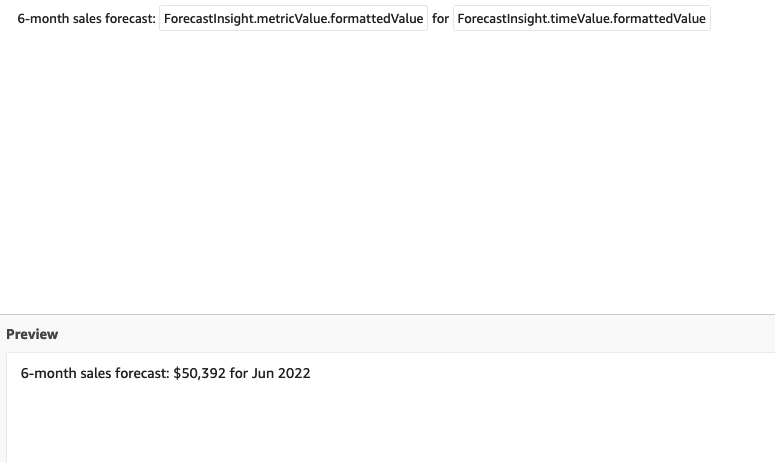 6-month sales forecast: ForecastInsight.metricValue.formattedValue for ForecastInsight.timeValue.formattedValue
Preview
6-month sales forecast: $50,392 for Jun 2022